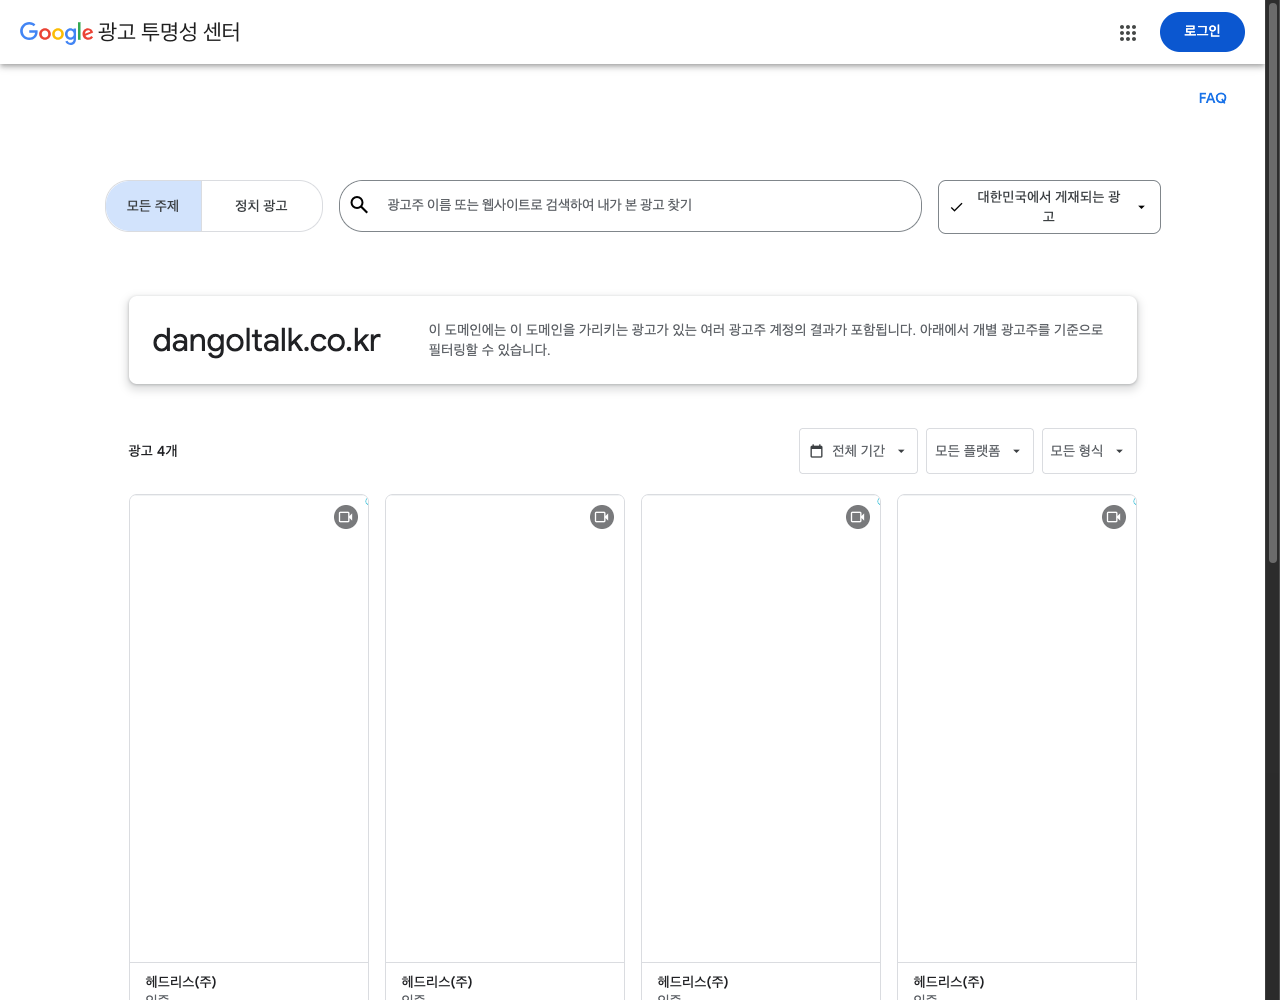 Google 광고 투명성 센터
로그인
FAQ
모든 주제
정치 광고
광고주 이름 또는 웹사이트로 검색하여 내가 본 광고 찾기
대한민국에서 게재되는 광
고
dangoltalk.co.kr
이 도메인에는 이 도메인을 가리키는 광고가 있는 여러 광고주 계정의 결과가 포함됩니다. 아래에서 개별 광고주를 기준으로
필터링할 수 있습니다.
광고 4개
전체 기간
모든 플랫폼
모든 형식
헤드리스(주)
헤드리스(주)
헤드리스(주)
헤드리스(주)